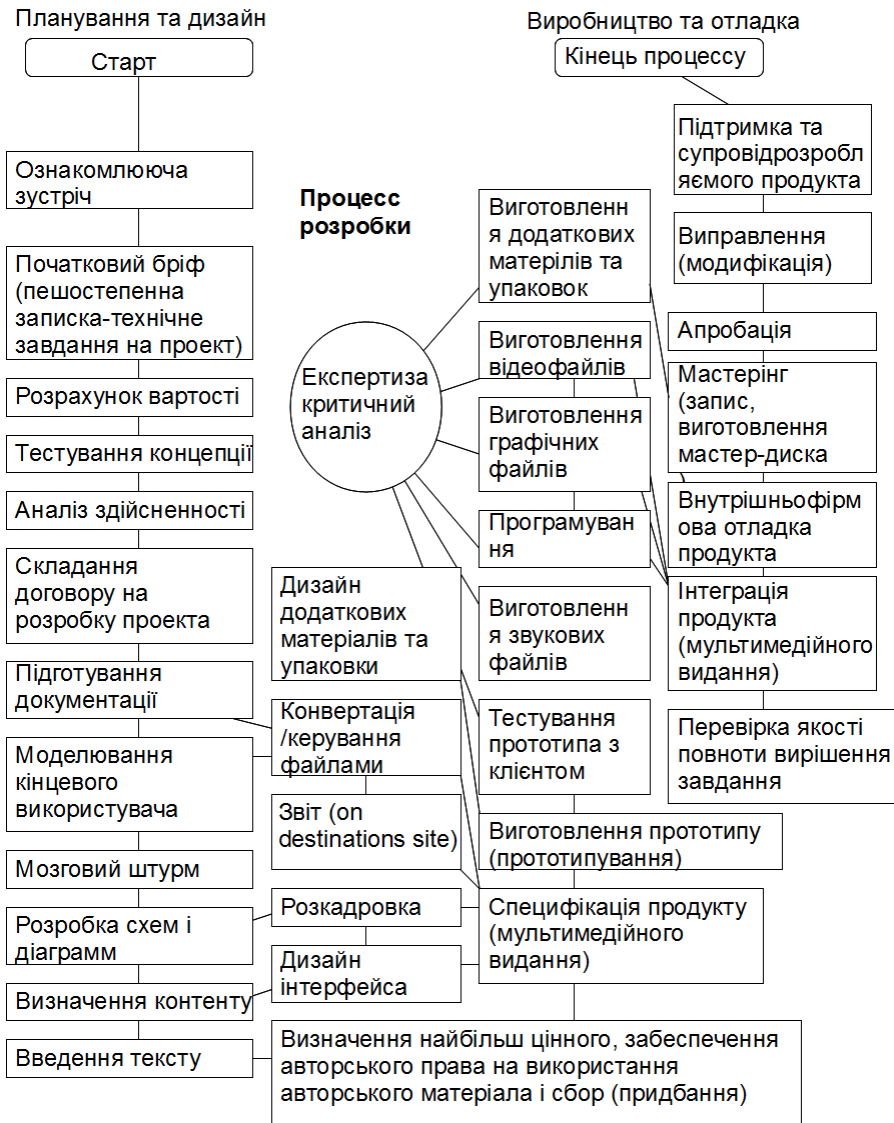 Планування та дизайн
Старт
Ознакомлююча
зустріч
Початковий бріф
(пешостепенна
записка-технічне
завдання на проект)
Розрахунок вартості
Тестування концепції
Аналіз здійсненності
Складання
договору на
розробку проекта
Підготування
документації
Моделювання
кінцевого
використувача
Мозговий штурм
Розробка схем і
діаграмм
Визначення контенту
Введення тексту
Процесс
розробки
Експертиза
критичний
аналіз
Дизайн
додаткових
матеріалів та
упаковки
Конвертація
/керування
файлами
Звіт (on
destinations site)
Розкадровка
Дизайн
інтерфейса
Визначення найбільш цінного, забеспечення
авторського права на використання
авторського матеріала і сбор (придбання)
Виробництво та отладка
Кінець процессу
Виготовленн
я додаткових
матерілів та
упаковок
Виготовлення
відеофайлів
Виготовлення
графічних
файлів
Програмуван
ня
Виготовленн
я звукових
файлів
Тестування
прототипа з
клієнтом
Виготовлення прототипу
(прототипування)
Специфікація продукту
(мультимедійного
видання)
Підтримка та
супровідрозробл
яємого продукта
Виправлення
(модифікація)
Апробація
Мастерінг
(запис,
виготовлення
мастер-диска
Внутрішньофірм
ова отладка
продукта
Інтеграція
продукта
(мультимедійного
видання)
Перевірка якості
повноти вирішення
завдання